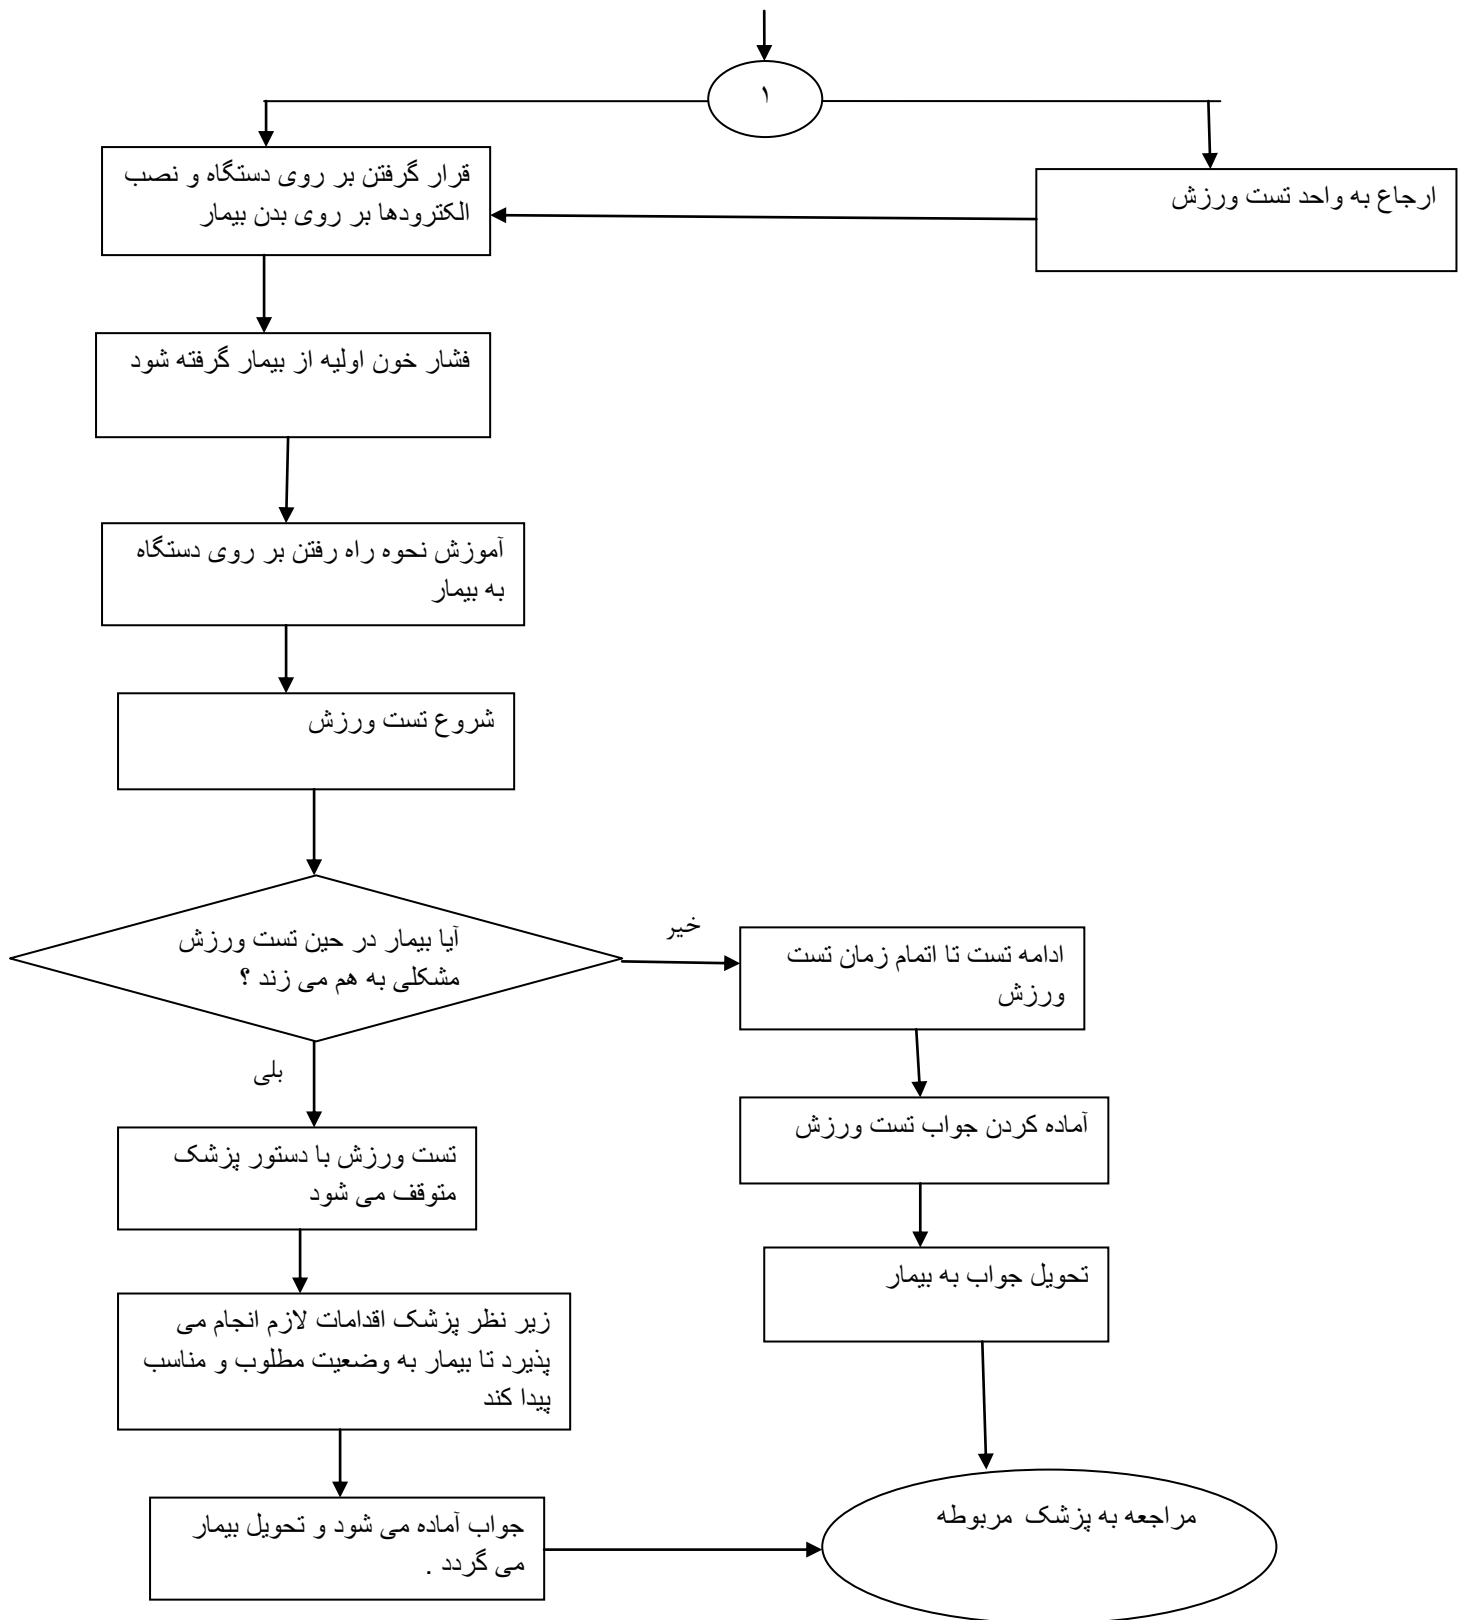 ۱
ارجاع به واحد تست ورزش
قرار گرفتن بر روی دستگاه و نصب
الکترودها بر روی بدن بیمار
فشار خون اولیه از بیمار گرفته شود
آموزش نحوه راه رفتن بر روی دستگاه
به بیمار
شروع تست ورزش
آیا بیمار در حین تست ورزش
مشکلی به هم می زند ؟
خیر
ادامه تست تا اتمام زمان تست
ورزش
آماده کردن جواب تست ورزش
تحویل جواب به بیمار
بلی
تست ورزش با دستور پزشک
متوقف می شود
زیر نظر پزشک اقدامات لازم انجام می
پذیرد تا بیمار به وضعیت مطلوب و مناسب
پیدا کند
جواب آماده می شود و تحویل بیمار
می گردد .
مراجعه به پزشک مربوطه